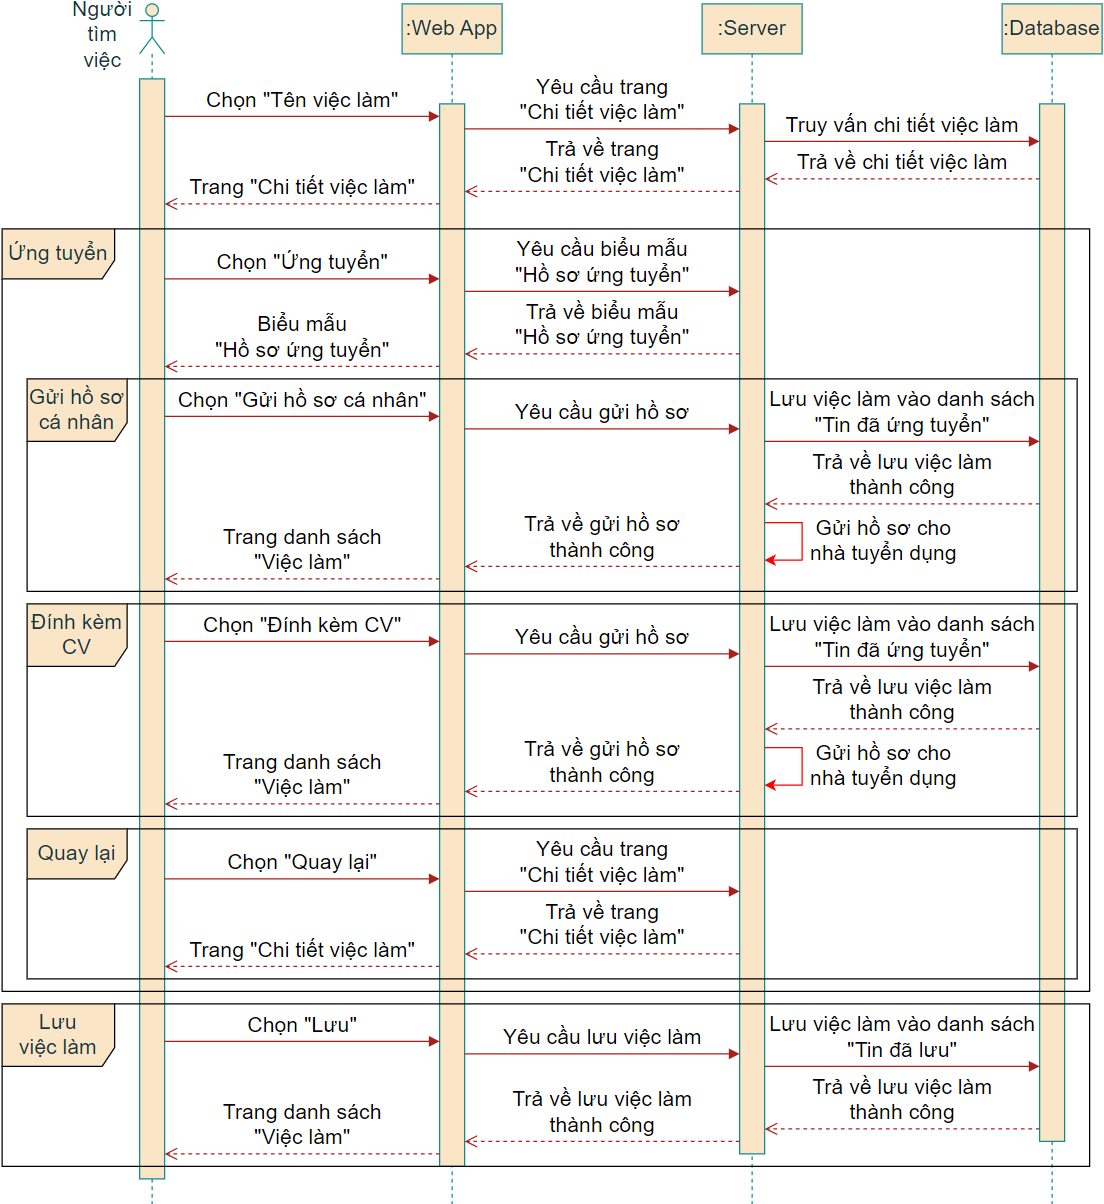 Người
tìm
việc
:Web App
:Server
:Database
Chọn "Tên việc làm"
Yêu cầu trang
"Chi tiết việc làm"
Truy vấn chi tiết việc làm
Trả về chi tiết việc làm
Trả về trang
"Chi tiết việc làm"
Trang "Chi tiết việc làm"
Ứng tuyển
Chọn "Ứng tuyển"
Yêu cầu biểu mẫu
"Hồ sơ ứng tuyển"
Trả về biểu mẫu
"Hồ sơ ứng tuyển"
Biểu mẫu
"Hồ sơ ứng tuyển"
Gửi hồ sơ
cá nhân
Chọn "Gửi hồ sơ cá nhân"
Yêu cầu gửi hồ sơ
Lưu việc làm vào danh sách
"Tin đã ứng tuyển"
Trả về lưu việc làm
thành công
Gửi hồ sơ cho
nhà tuyển dụng
Trả về gửi hồ sơ
thành công
Trang danh sách
"Việc làm"
Đính kèm
CV
Chọn "Đính kèm CV"
Yêu cầu gửi hồ sơ
Lưu việc làm vào danh sách
"Tin đã ứng tuyển"
Trả về lưu việc làm
thành công
Gửi hồ sơ cho
nhà tuyển dụng
Trả về gửi hồ sơ
thành công
Trang danh sách
"Việc làm"
Quay lại
Chọn "Quay lại"
Yêu cầu trang
"Chi tiết việc làm"
Trả về trang
"Chi tiết việc làm"
Trang "Chi tiết việc làm"
Lưu
việc làm
Chọn "Lưu"
Yêu cầu lưu việc làm
Lưu việc làm vào danh sách
"Tin đã lưu"
Trả về lưu việc làm
thành công
Trả về lưu việc làm
thành công
Trang danh sách
"Việc làm"